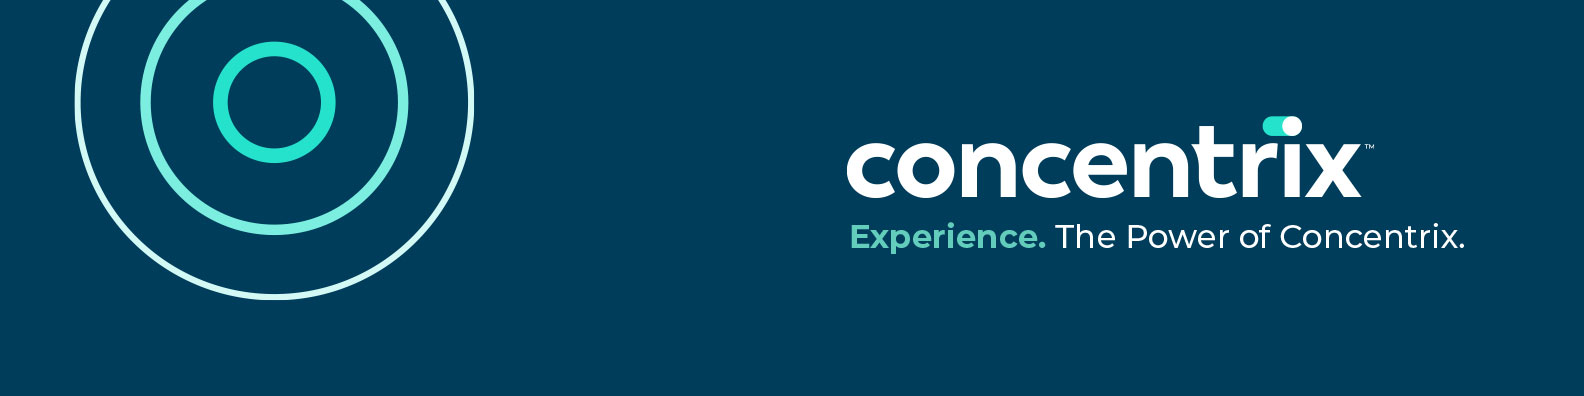 concentrix™
Experience. The Power of Concentrix.